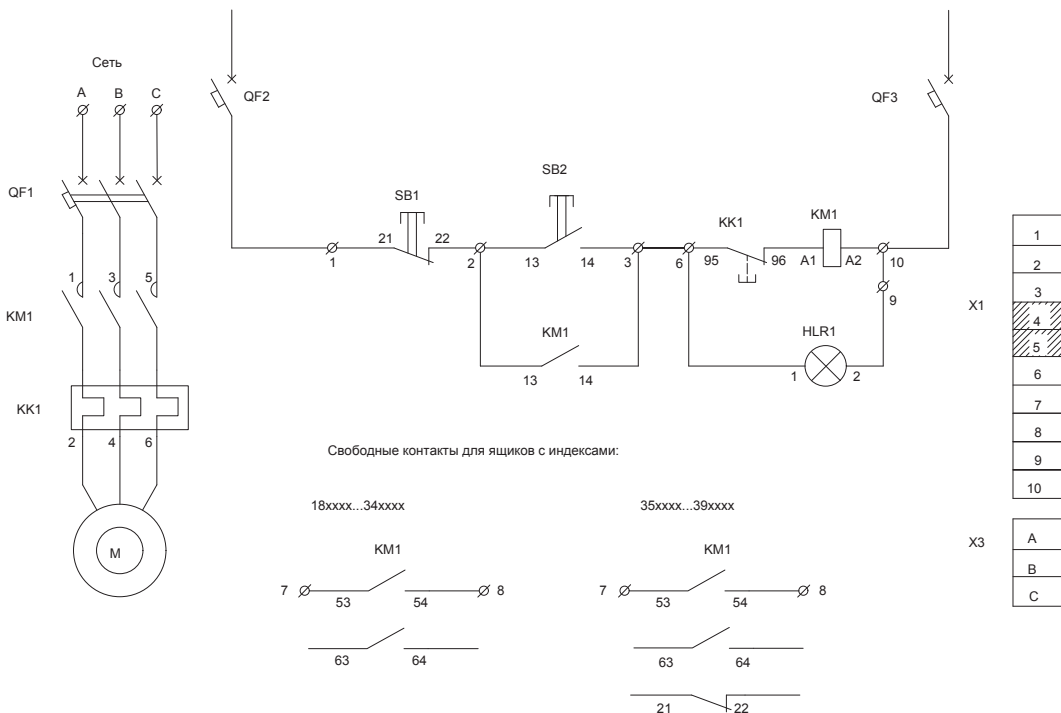 Сеть
A B C
QF1
QF2
QF3
SB1
SB2
KK1
KM1
21 22
1
2
13 14
3
6
95 96
A1 A2
10
9
KM1
13 14
HLR1
1 2
1 3 5
KM1
KK1
2 4 6
M
Свободные контакты для ящиков с индексами:
18xxxx...34xxxx
KM1
7 53 54 8
63 64
35xxxx...39xxxx
KM1
7 53 54 8
63 64
21 22
X1
1
2
3
4
5
6
7
8
9
10
X3
A
B
C